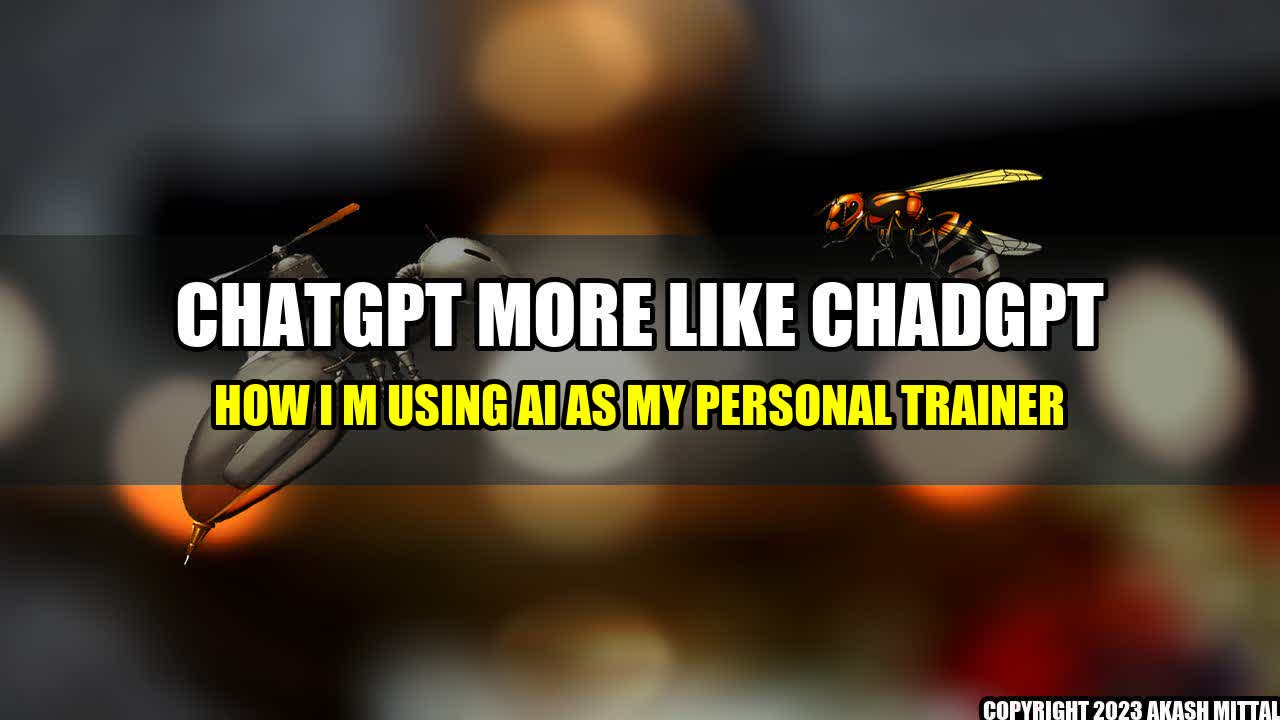 CHATGPT MORE LIKE CHADGPT
HOW I M USING AI AS MY PERSONAL TRAINER
COPYRIGHT 2023 AKASH MITTAL